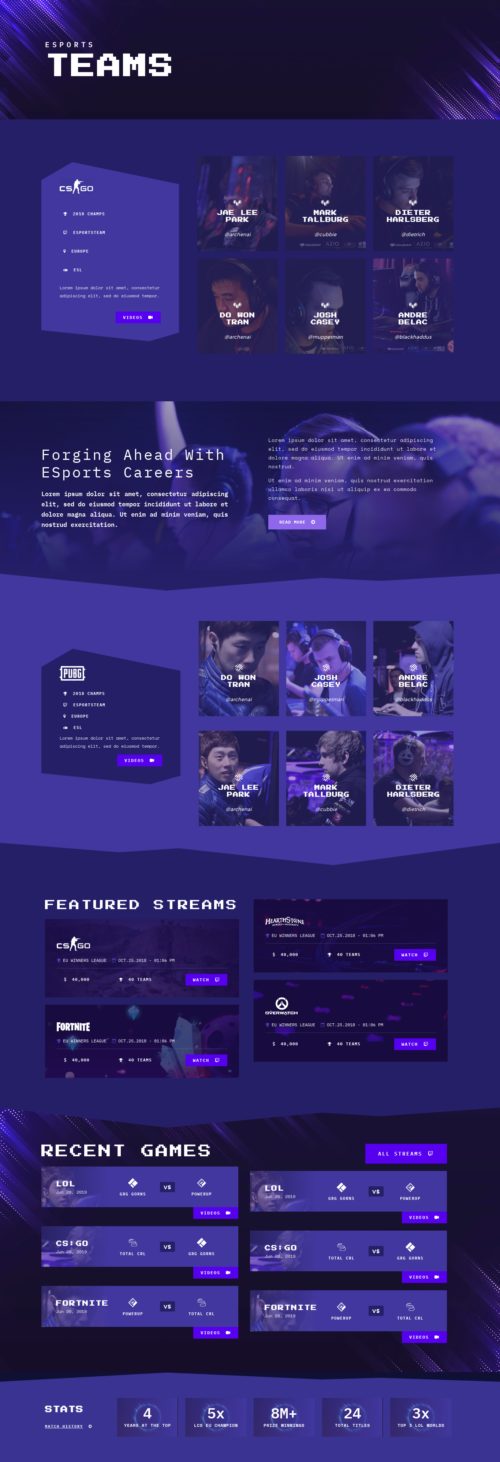 ESPORTS
TEAMS
CS GO
2018 CHAMPS
ESPORTSTEAM
EUROPE
ESL
Lorem ipsum dolor sit amet, consectetur
adipiscing elit, sed do eiusmod tempor.
VIDEOS
JAE LEE
PARK
@archenai
MARK
TALLBURG
@cubbie
DIETER
HARLSBERG
@dietrich
DO WON
TRAN
@archenai
JOSH
CASEY
@muppetman
ANDRE
BELAC
@blackhaddus
Forging Ahead With
ESports Careers
Lorem ipsum dolor sit amet, consectetur adipiscing
elit, sed do eiusmod tempor incididunt ut labore et
dolore magna aliqua. Ut enim ad minim veniam, quis
nostrud exercitation.
Lorem ipsum dolor sit amet, consectetur adipiscing
elit, sed do eiusmod tempor incididunt ut labore et
dolore magna aliqua. Ut enim ad minim veniam, quis
nostrud.
Ut enim ad minim veniam, quis nostrud exercitation
ullamco laboris nisi ut aliquip ex ea commodo
consequat.
READ MORE
PUBG
2018 CHAMPS
ESPORTSTEAM
EUROPE
ESL
Lorem ipsum dolor sit amet, consectetur
adipiscing elit, sed do eiusmod tempor.
VIDEOS
DO WON
TRAN
@archenai
JOSH
CASEY
@muppetman
ANDRE
BELAC
@blackhaddus
JAE LEE
PARK
@archenai
MARK
TALLBURG
@cubbie
DIETER
HARLSBERG
@dietrich
FEATURED STREAMS
CS GO
EU WINNERS LEAGUE OCT.25.2018 - 01:06 PM
$ 40,000 40 TEAMS WATCH
FORTNITE
EU WINNERS LEAGUE OCT.25.2018 - 01:06 PM
$ 40,000 40 TEAMS WATCH
HEARTHSTONE
EU WINNERS LEAGUE OCT.25.2018 - 01:06 PM
$ 40,000 40 TEAMS WATCH
OVERWATCH
EU WINNERS LEAGUE OCT.25.2018 - 01:06 PM
$ 40,000 40 TEAMS WATCH
RECENT GAMES
ALL STREAMS
LOL
Jun 20, 2019
GRG GORNS
VS
POWERUP
VIDEOS
CS:GO
Jun 20, 2019
TOTAL CRL
VS
GRG GORNS
VIDEOS
FORTNITE
Jun 20, 2019
POWERUP
VS
TOTAL CRL
VIDEOS
LOL
Jun 20, 2019
GRG GORNS
VS
POWERUP
VIDEOS
CS:GO
Jun 20, 2019
TOTAL CRL
VS
GRG GORNS
VIDEOS
FORTNITE
Jun 20, 2019
POWERUP
VS
TOTAL CRL
VIDEOS
STATS
MATCH HISTORY
4
YEARS AT THE TOP
5x
LCS EU CHAMPION
8M+
PRIZE WINNINGS
24
TOTAL TITLES
3x
TOP 5 LOL WORLDS